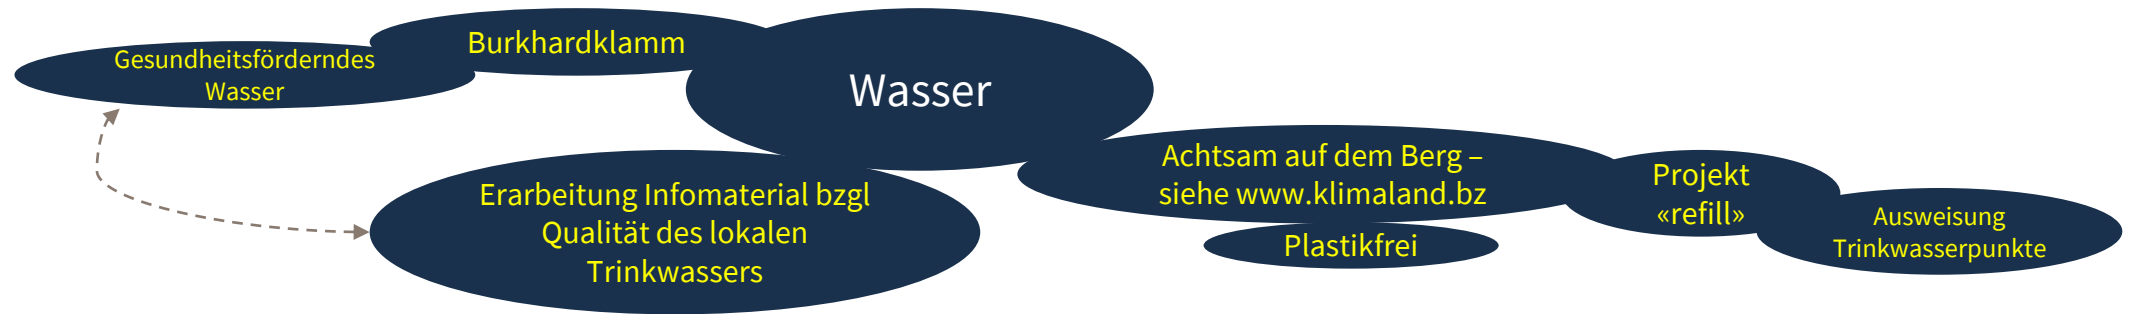 Gesundheitsförderndes
Wasser
Burkhardklamm
Wasser
Erarbeitung Infomaterial bzgl
Qualität des lokalen
Trinkwassers
Achtsam auf dem Berg –
siehe www.klimaland.bz
Plastikfrei
Projekt
«refill»
Ausweisung
Trinkwasserpunkte